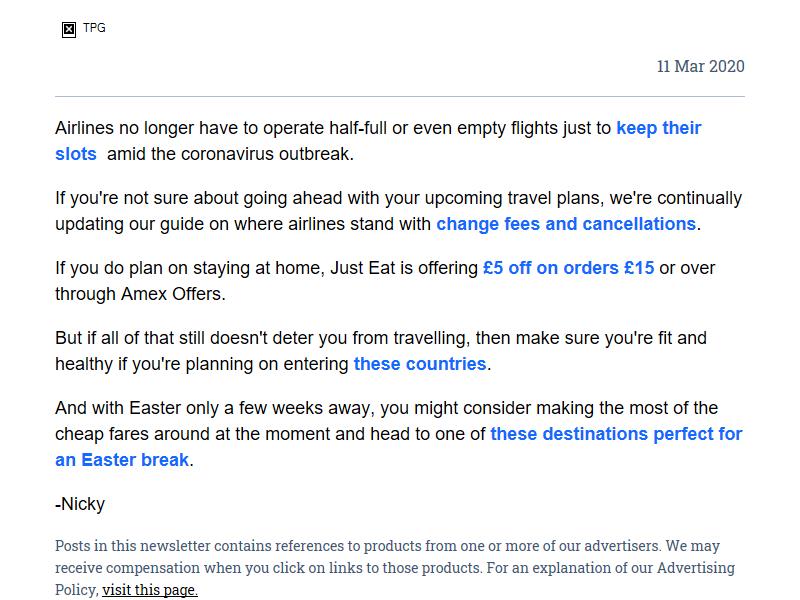 TPG
11 Mar 2020
Airlines no longer have to operate half-full or even empty flights just to keep their
slots amid the coronavirus outbreak.
If you're not sure about going ahead with your upcoming travel plans, we're continually
updating our guide on where airlines stand with change fees and cancellations.
If you do plan on staying at home, Just Eat is offering £5 off on orders £15 or over
through Amex Offers.
But if all of that still doesn't deter you from travelling, then make sure you're fit and
healthy if you're planning on entering these countries.
And with Easter only a few weeks away, you might consider making the most of the
cheap fares around at the moment and head to one of these destinations perfect for
an Easter break.
-Nicky
Posts in this newsletter contains references to products from one or more of our advertisers. We may
receive compensation when you click on links to those products. For an explanation of our Advertising
Policy, visit this page.